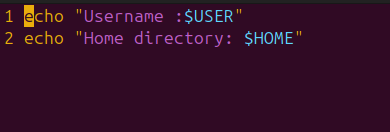 1 echo "Username :$USER"
2 echo "Home directory: $HOME"